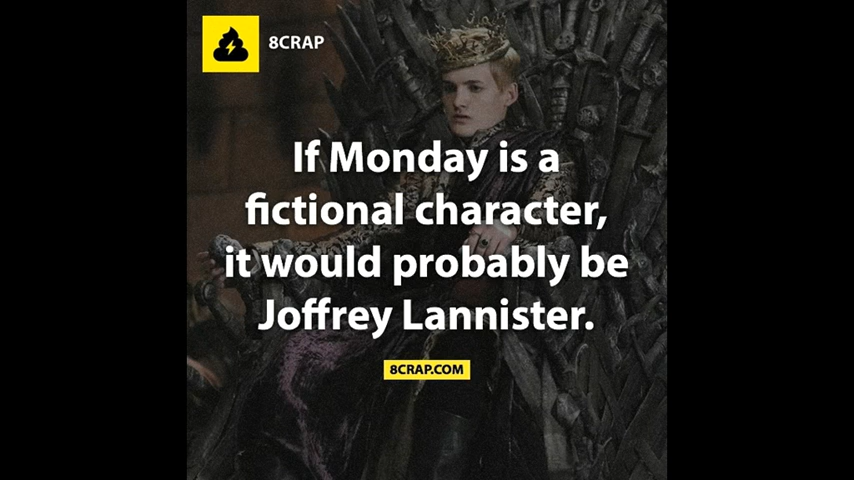 8CRAP
If Monday is a
fictional character,
it would probably be
Joffrey Lannister.
8CRAP.COM